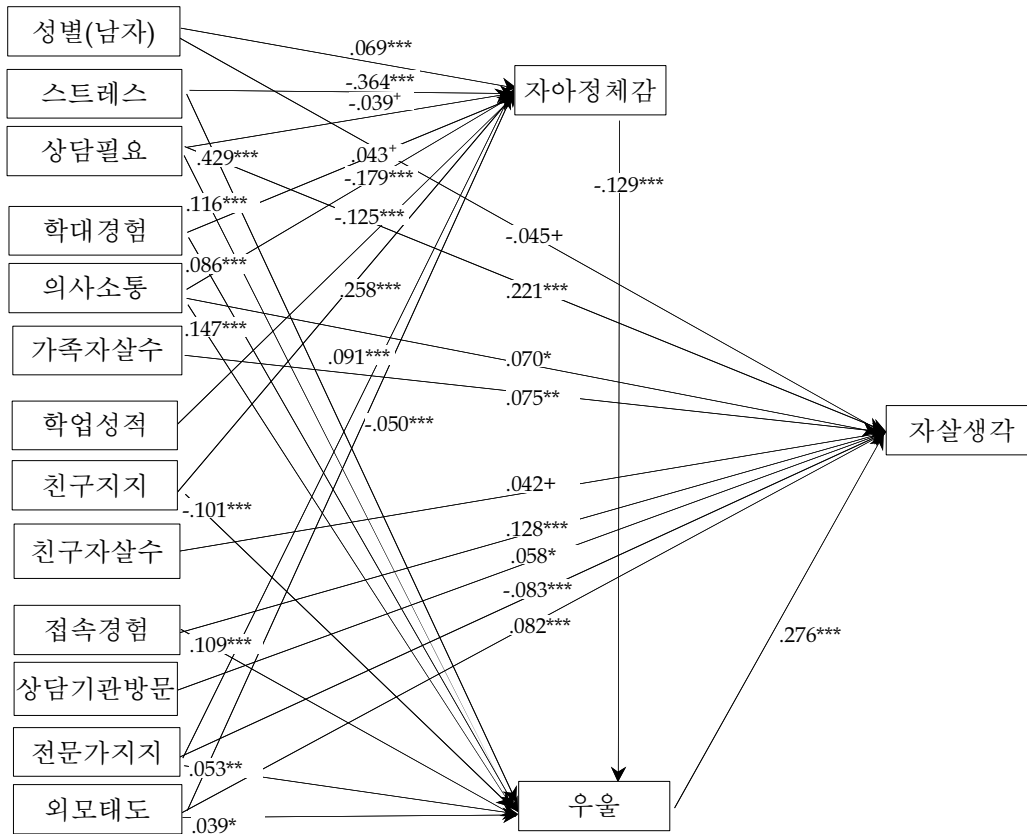 성별(남자)
.069***
스트레스
-.364***
자아정체감
-.039+
상담필요
.429***
.043+
-.179***
-.129***
.116***
학대경험
-.125***
-.045+
.086***
의사소통
.258***
.221***
.147***
가족자살수
.091***
.070*
.075**
학업성적
-.050***
자살생각
친구지지
.042+
-.101***
.128***
친구자살수
.058*
-.083***
접속경험
.082***
.109***
.276***
상담기관방문
전문가지지
.053**
우울
외모태도
.039*